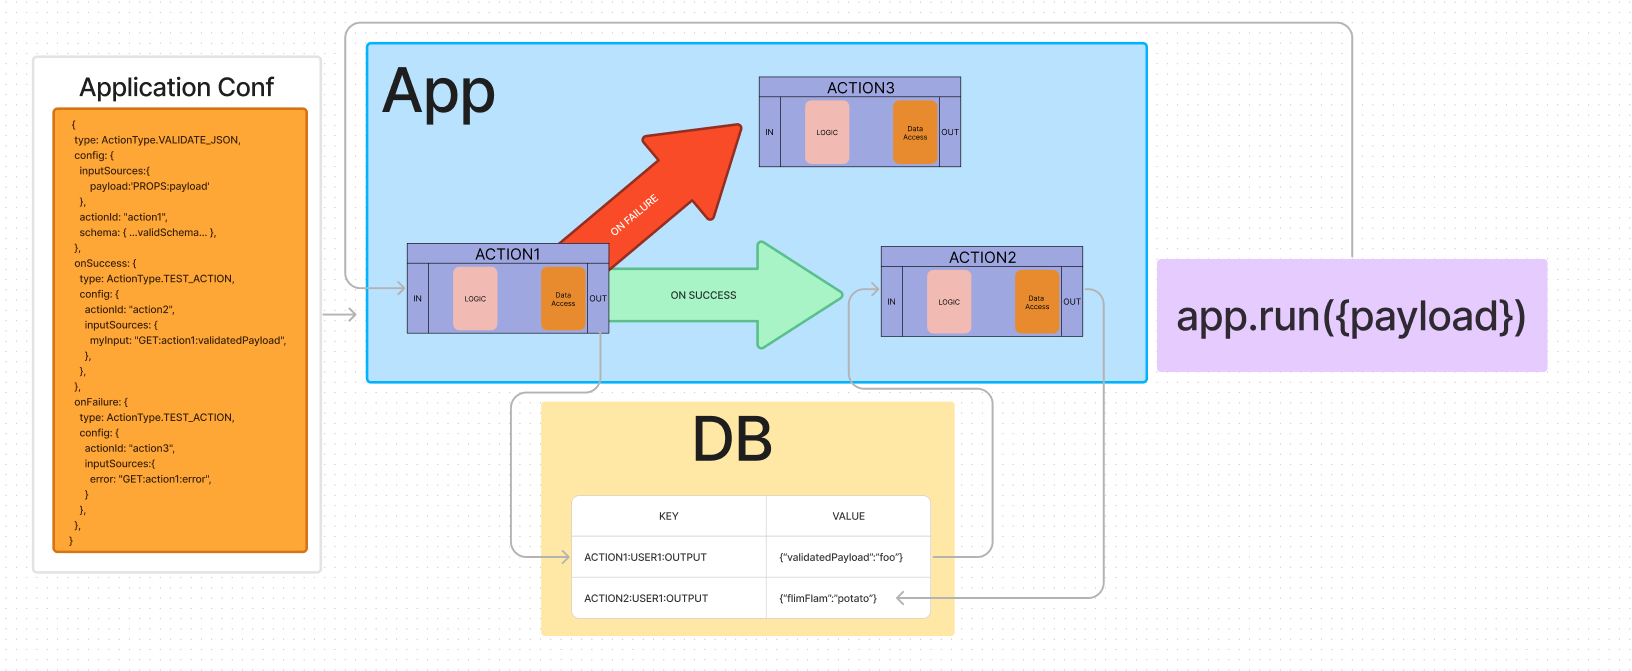 Application Conf
{
type: ActionType.VALIDATE_JSON,
config: {
inputSources:{
payload:'PROPS:payload'
},
actionId: "action1",
schema: { ...validSchema... },
},
onSuccess: {
type: ActionType.TEST_ACTION,
config: {
actionId: "action2",
inputSources: {
myInput: "GET:action1:validatedPayload",
},
},
},
onFailure: {
type: ActionType.TEST_ACTION,
config: {
actionId: "action3",
inputSources:{
error: "GET:action1:error",
}
},
},
}
App
ACTION3
IN
LOGIC
Data
Access
OUT
ON FAILURE
ACTION1
IN
LOGIC
Data
Access
OUT
ON SUCCESS
ACTION2
IN
LOGIC
Data
Access
OUT
app.run({payload})
DB
KEY VALUE
ACTION1:USER1:OUTPUT {"validatedPayload":"foo"}
ACTION2:USER1:OUTPUT {"flimFlam":"potato"}